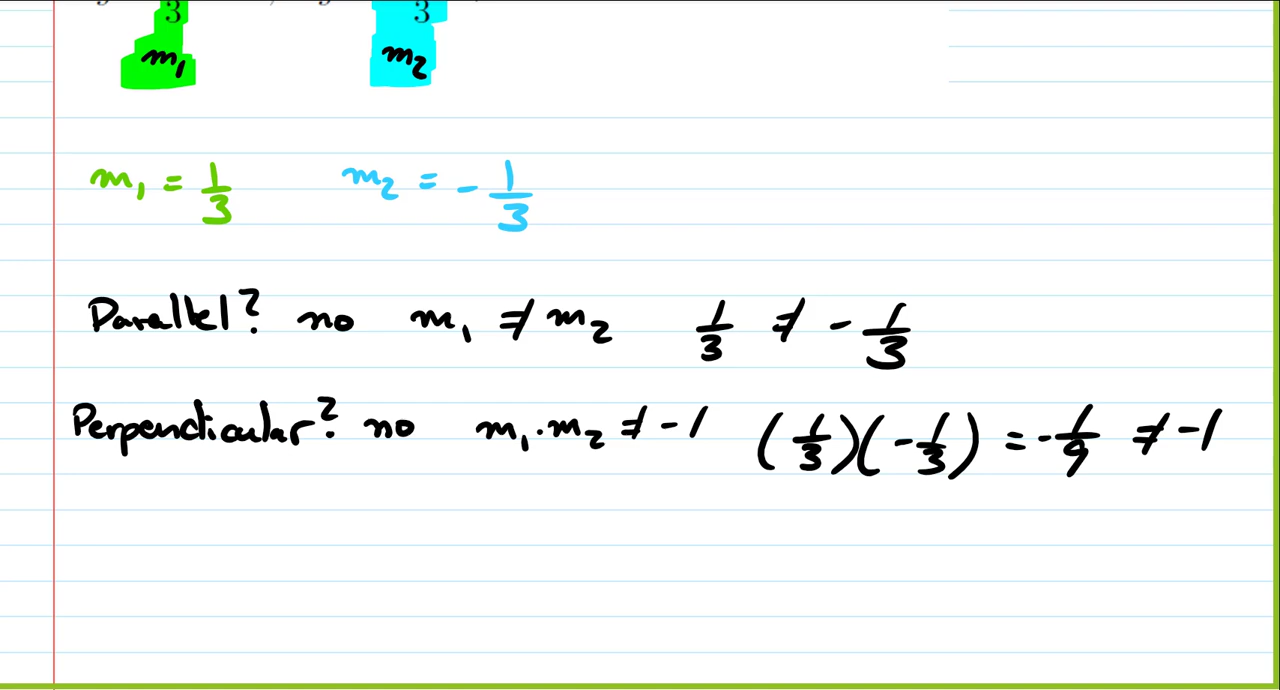 3 3
m₁ m₂
m₁ = 1/3 m₂ = - 1/3
Parallel? no m₁ ≠ m₂ 1/3 ≠ - 1/3
Perpendicular? no m₁·m₂ ≠ -1 (1/3)(-1/3) = -1/9 ≠ -1